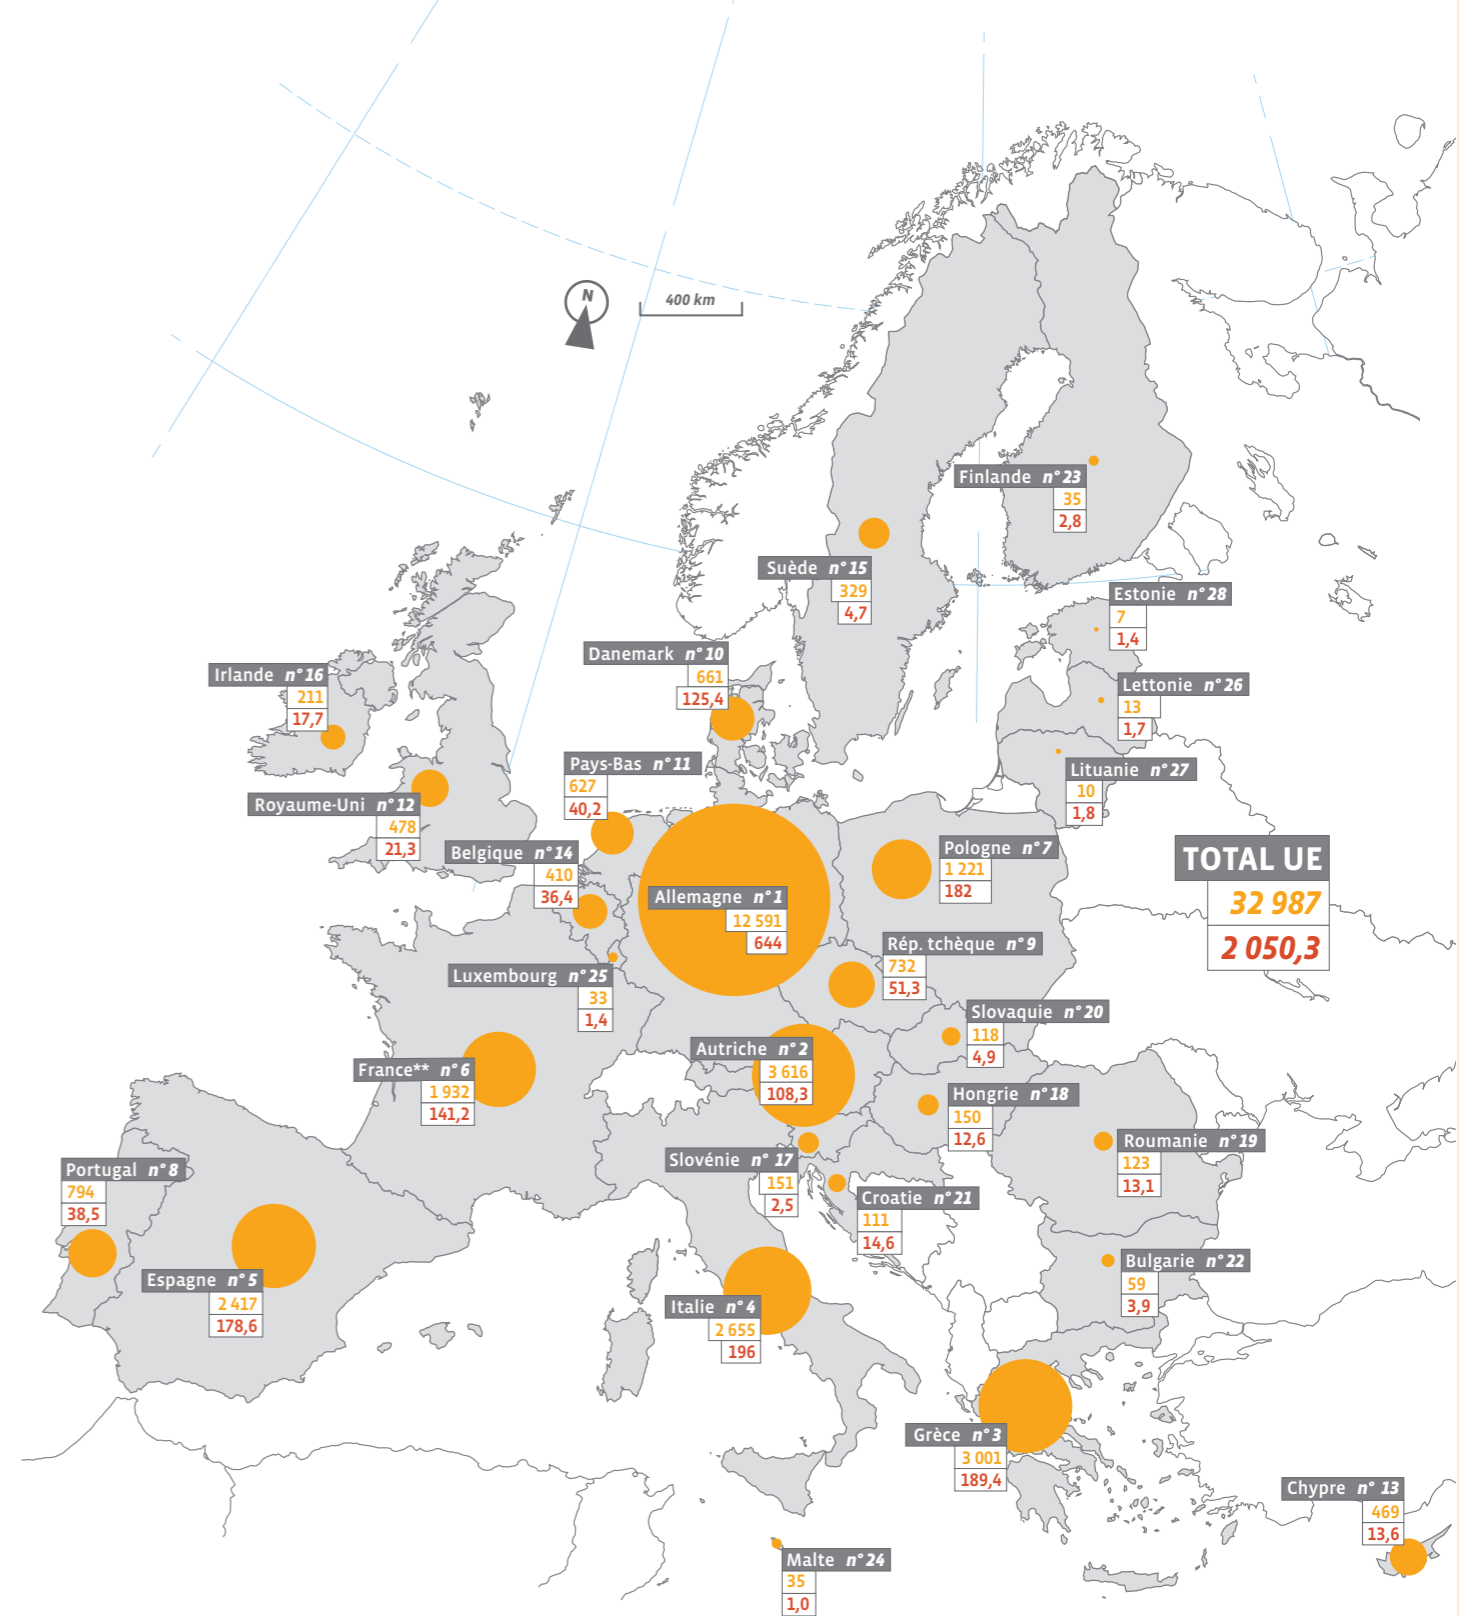 N
400 km
Finlande n° 23
35
2,8
Suède n° 15
329
4,7
Estonie n° 28
7
1,4
Danemark n° 10
661
125,4
Irlande n° 16
211
17,7
Lettonie n° 26
13
1,7
Pays-Bas n° 11
627
40,2
Lituanie n° 27
10
1,8
Royaume-Uni n° 12
478
21,3
Belgique n° 14
410
36,4
Pologne n° 7
1 221
182
TOTAL UE
32 987
2 050,3
Allemagne n° 1
12 591
644
Rép. tchèque n° 9
732
51,3
Luxembourg n° 25
33
1,4
Slovaquie n° 20
118
4,9
Autriche n° 2
3 616
108,3
France** n° 6
1 932
141,2
Hongrie n° 18
150
12,6
Roumanie n° 19
123
13,1
Slovénie n° 17
151
2,5
Portugal n° 8
794
38,5
Croatie n° 21
111
14,6
Bulgarie n° 22
59
3,9
Espagne n° 5
2 417
178,6
Italie n° 4
2 655
196
Grèce n° 3
3 001
189,4
Chypre n° 13
469
13,6
Malte n° 24
35
1,0